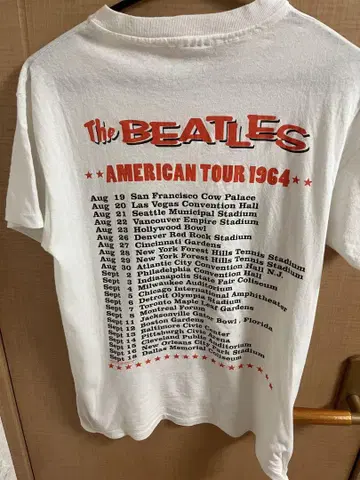 The BEATLES
AMERICAN TOUR 1964
Aug 19 San Francisco Cow Palace
Aug 20 Las Vegas Convention Hall
Aug 21 Seattle Municipal Stadium
Aug 22 Vancouver Empire Stadium
Aug 23 Hollywood Bowl
Aug 26 Denver Red Rock Stadium
Aug 27 Cincinnati Gardens
Aug 28 New York Forest Hills Tennis Stadium
Aug 29 New York Forest Hills Tennis Stadium
Aug 30 Atlantic City Convention Hall N.J.
Sept 2 Philadelphia Convention Hall
Sept 3 Indianapolis State Fair Coliseum
Sept 4 Milwaukee Auditorium
Sept 5 Chicago International Amphitheater
Sept 6 Detroit Olympia Stadium
Sept 7 Toronto Maple Leaf Gardens
Sept 8 Montreal Forum
Sept 11 Jacksonville Gator Bowl, Florida
Sept 12 Boston Gardens
Sept 13 Baltimore Civic Center
Sept 14 Pittsburgh Civic Arena
Sept 15 Cleveland Public Auditorium
Sept 16 New Orleans City Park Stadium
Sept 18 Dallas Memorial Coliseum